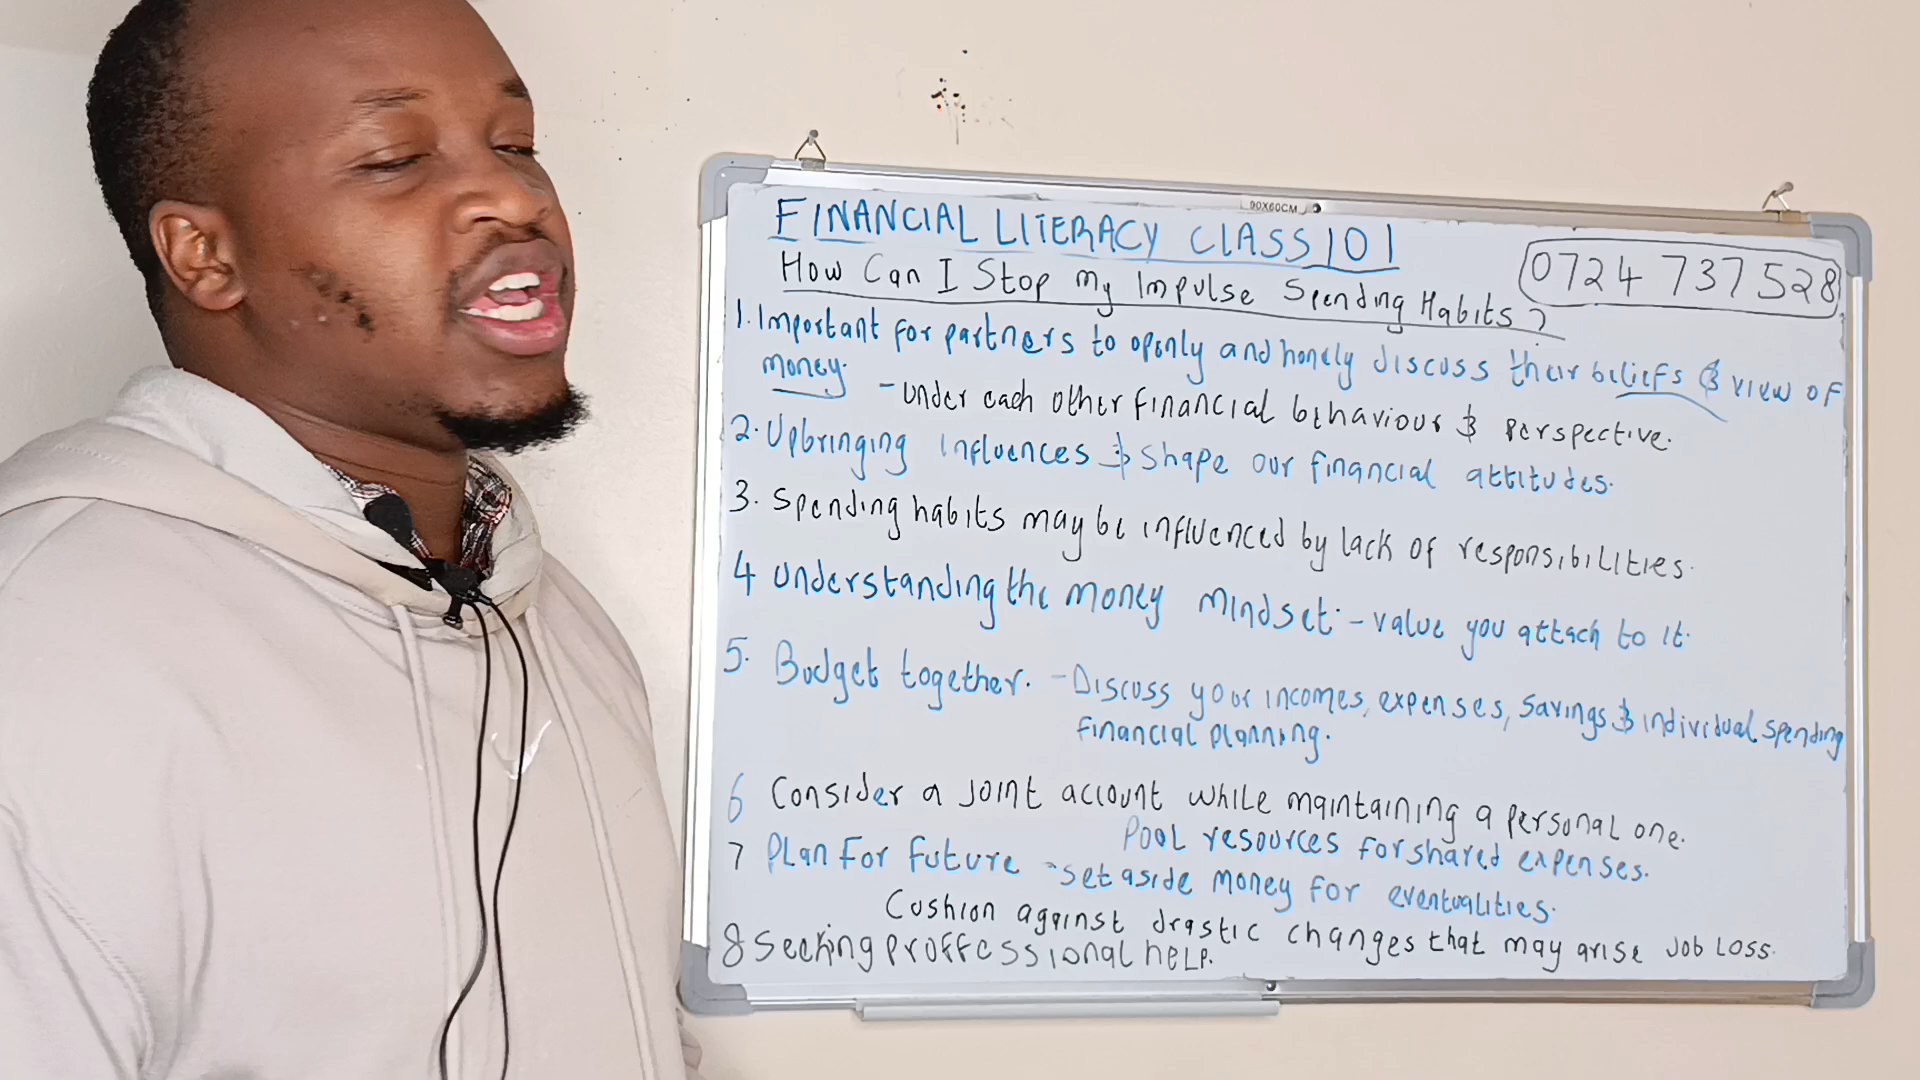 90X60CM
FINANCIAL LITERACY CLASS 101
0724 737 528
How Can I Stop My Impulse Spending Habits?
1. Important for partners to openly and honely discuss their beliefs & view of
money.
- under each other financial behaviour & perspective.
2. Upbringing influences & shape our financial attitudes.
3. Spending habits may be influenced by lack of responsibilities.
4 Understanding the money mindset. - value you attach to it.
5. Budget together. - Discuss your incomes, expenses, savings & individual spending
financial planning.
6 Consider a joint account while maintaining a personal one.
Pool resources for shared expenses.
7 Plan For Future - set aside money for eventualities.
Cushion against drastic changes that may arise Job Loss.
8 Seeking proffessional help.